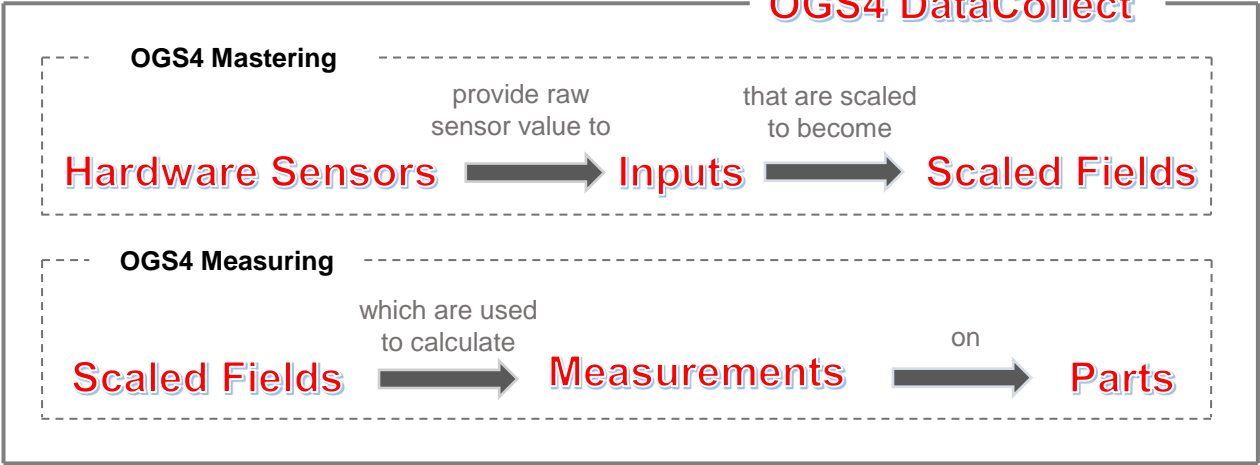 OGS4 DataCollect
OGS4 Mastering
provide raw
sensor value to
that are scaled
to become
Hardware Sensors
Inputs
Scaled Fields
OGS4 Measuring
which are used
to calculate
on
Scaled Fields
Measurements
Parts